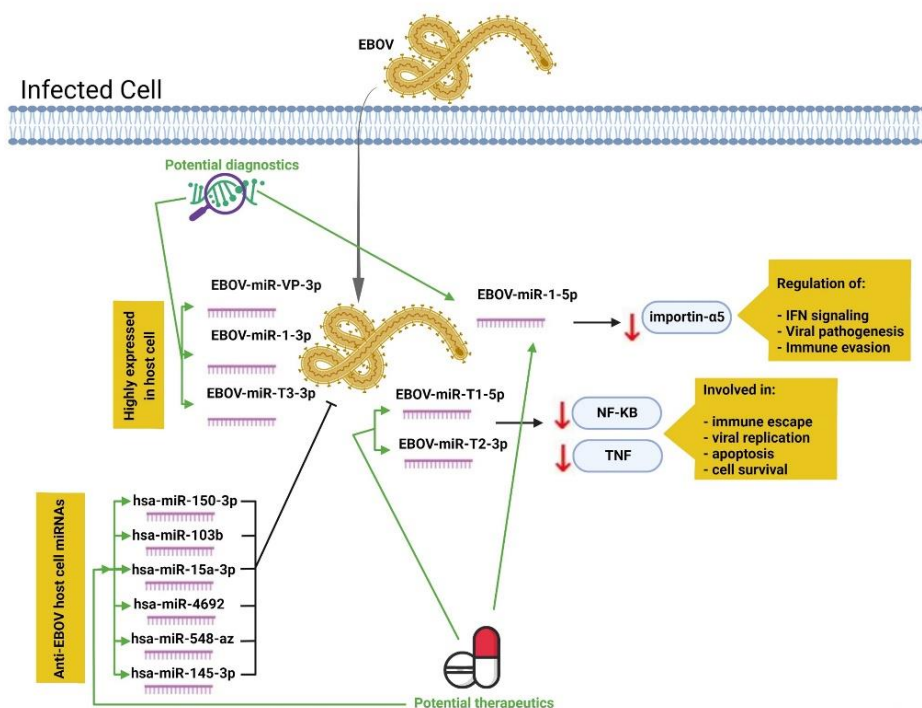 EBOV
Infected Cell
Potential diagnostics
EBOV-miR-VP-3p
EBOV-miR-1-3p
EBOV-miR-T3-3p
Highly expressed
in host cell
EBOV-miR-1-5p
importin-α5
Regulation of:
- IFN signaling
- Viral pathogenesis
- Immune evasion
EBOV-miR-T1-5p
EBOV-miR-T2-3p
NF-KB
TNF
Involved in:
- immune escape
- viral replication
- apoptosis
- cell survival
Anti-EBOV host cell miRNAs
hsa-miR-150-3p
hsa-miR-103b
hsa-miR-15a-3p
hsa-miR-4692
hsa-miR-548-az
hsa-miR-145-3p
Potential therapeutics